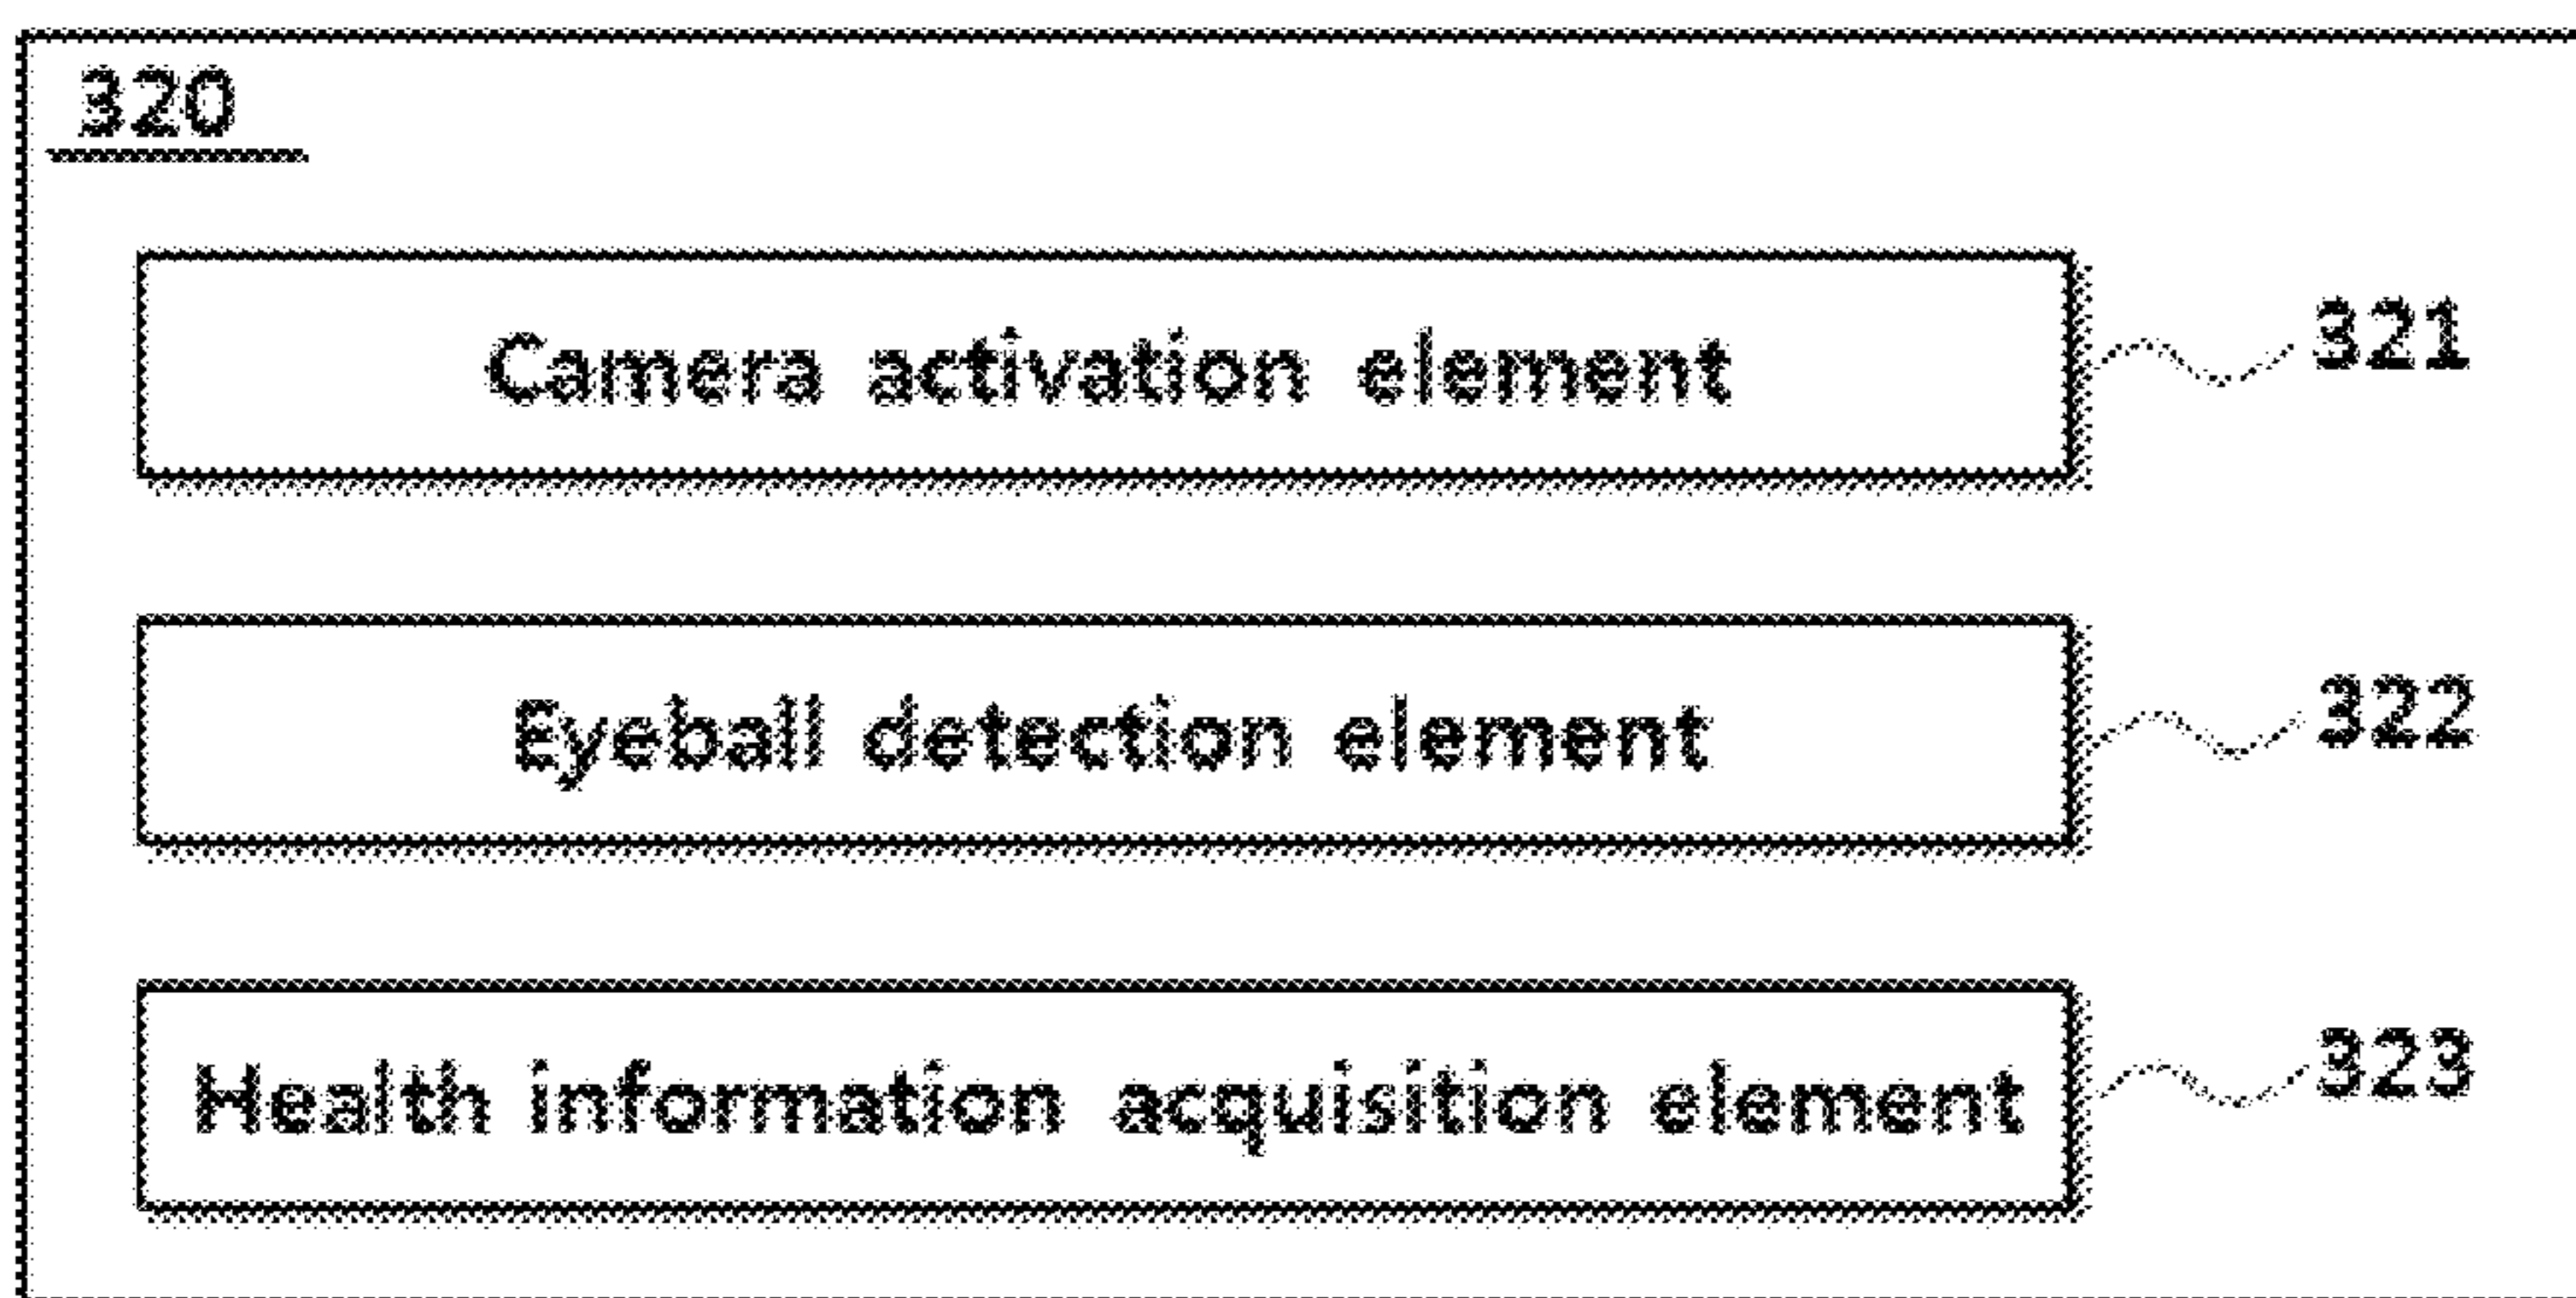 320
Camera activation element 321
Eyeball detection element 322
Health information acquisition element 323